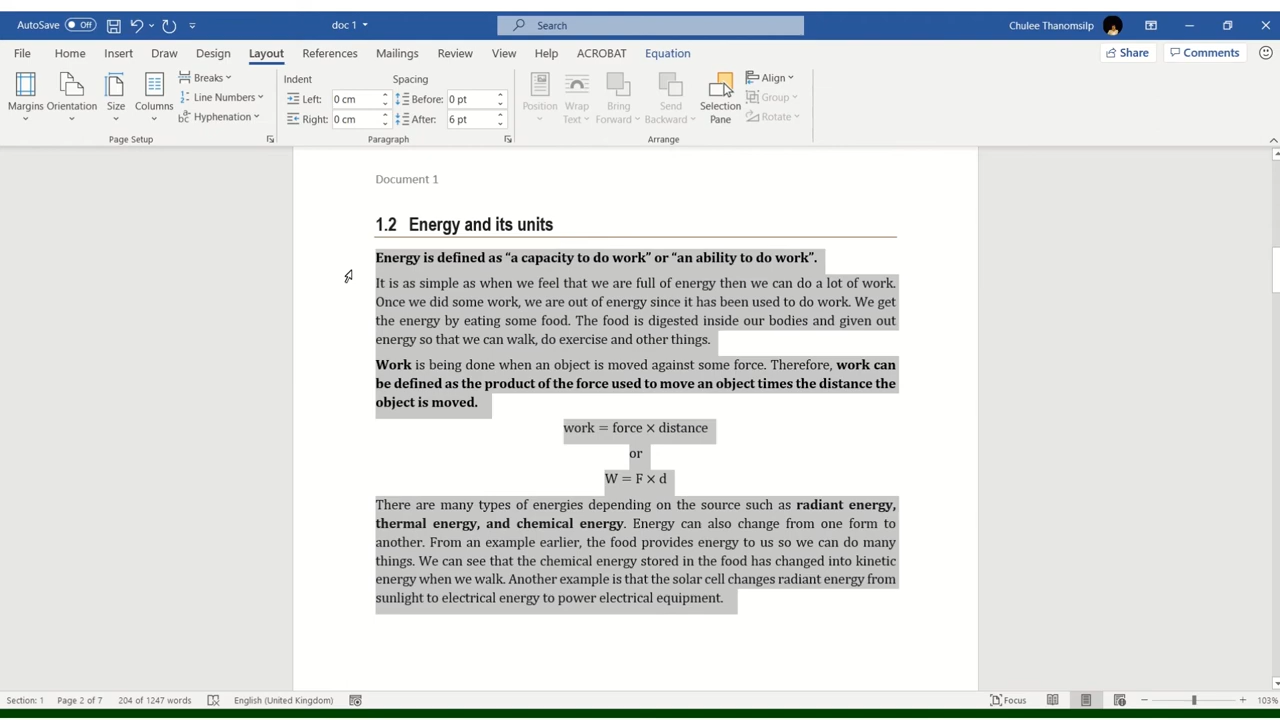 AutoSave Off doc 1 Search Chulee Thanomsilp
File Home Insert Draw Design Layout References Mailings Review View Help ACROBAT Equation Share Comments
Margins Orientation Size Columns Breaks Line Numbers Hyphenation
Page Setup
Indent Spacing
Left: 0 cm Before: 0 pt
Right: 0 cm After: 6 pt
Paragraph
Position Wrap Text Bring Forward Send Backward Selection Pane Align Group Rotate
Arrange
Document 1
1.2 Energy and its units
Energy is defined as “a capacity to do work” or “an ability to do work”.
It is as simple as when we feel that we are full of energy then we can do a lot of work.
Once we did some work, we are out of energy since it has been used to do work. We get
the energy by eating some food. The food is digested inside our bodies and given out
energy so that we can walk, do exercise and other things.
Work is being done when an object is moved against some force. Therefore, work can
be defined as the product of the force used to move an object times the distance the
object is moved.
work = force × distance
or
W = F × d
There are many types of energies depending on the source such as radiant energy,
thermal energy, and chemical energy. Energy can also change from one form to
another. From an example earlier, the food provides energy to us so we can do many
things. We can see that the chemical energy stored in the food has changed into kinetic
energy when we walk. Another example is that the solar cell changes radiant energy from
sunlight to electrical energy to power electrical equipment.
Section: 1 Page 2 of 7 204 of 1247 words English (United Kingdom) Focus 103%